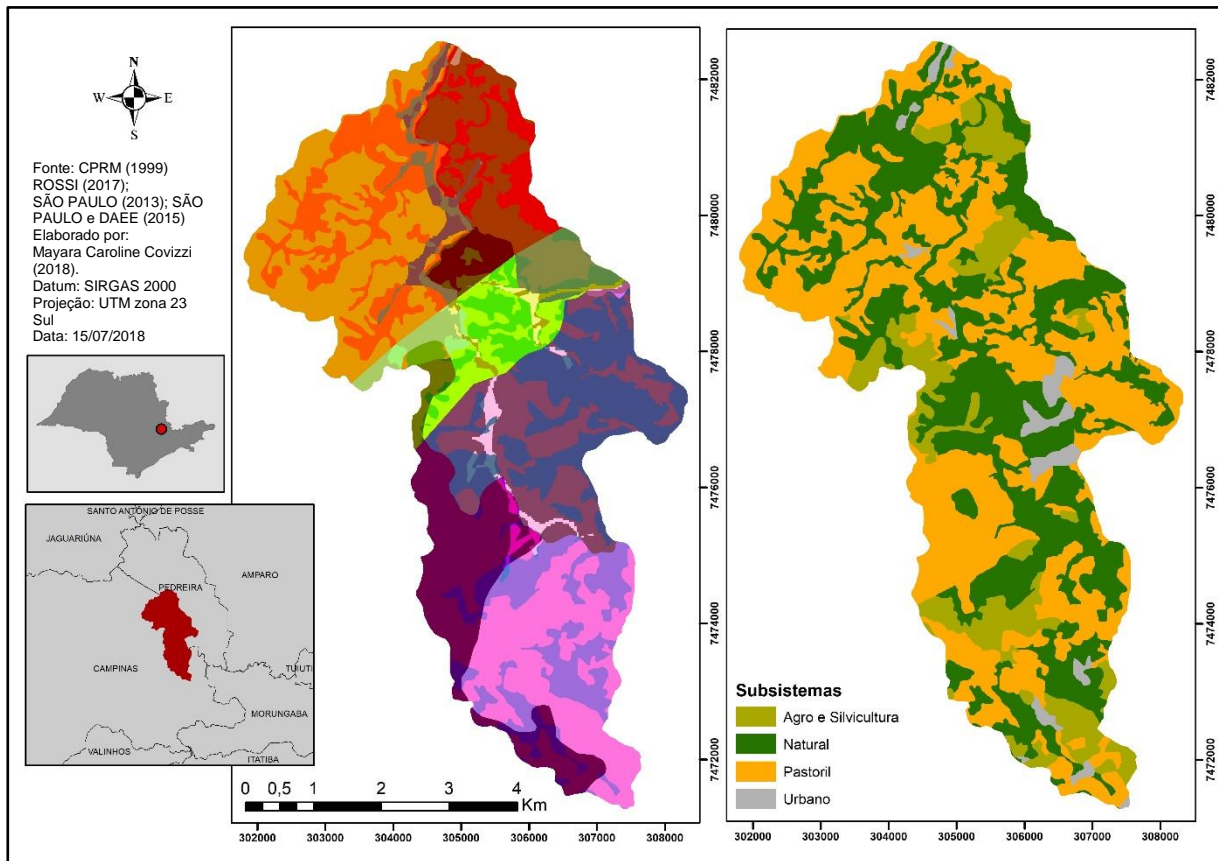 N
W E
S
Fonte: CPRM (1999)
ROSSI (2017);
SÃO PAULO (2013); SÃO
PAULO e DAEE (2015)
Elaborado por:
Mayara Caroline Covizzi
(2018).
Datum: SIRGAS 2000
Projeção: UTM zona 23
Sul
Data: 15/07/2018
SANTO ANTÔNIO DE POSSE
JAGUARIÚNA
AMPARO
PEDREIRA
CAMPINAS
TUIUTI
MORUNGABA
VALINHOS
ITATIBA
0 0,5 1 2 3 4
Km
302000 303000 304000 305000 306000 307000 308000
7482000
7480000
7478000
7476000
7474000
7472000
Subsistemas
Agro e Silvicultura
Natural
Pastoril
Urbano
302000 303000 304000 305000 306000 307000 308000
7482000
7480000
7478000
7476000
7474000
7472000